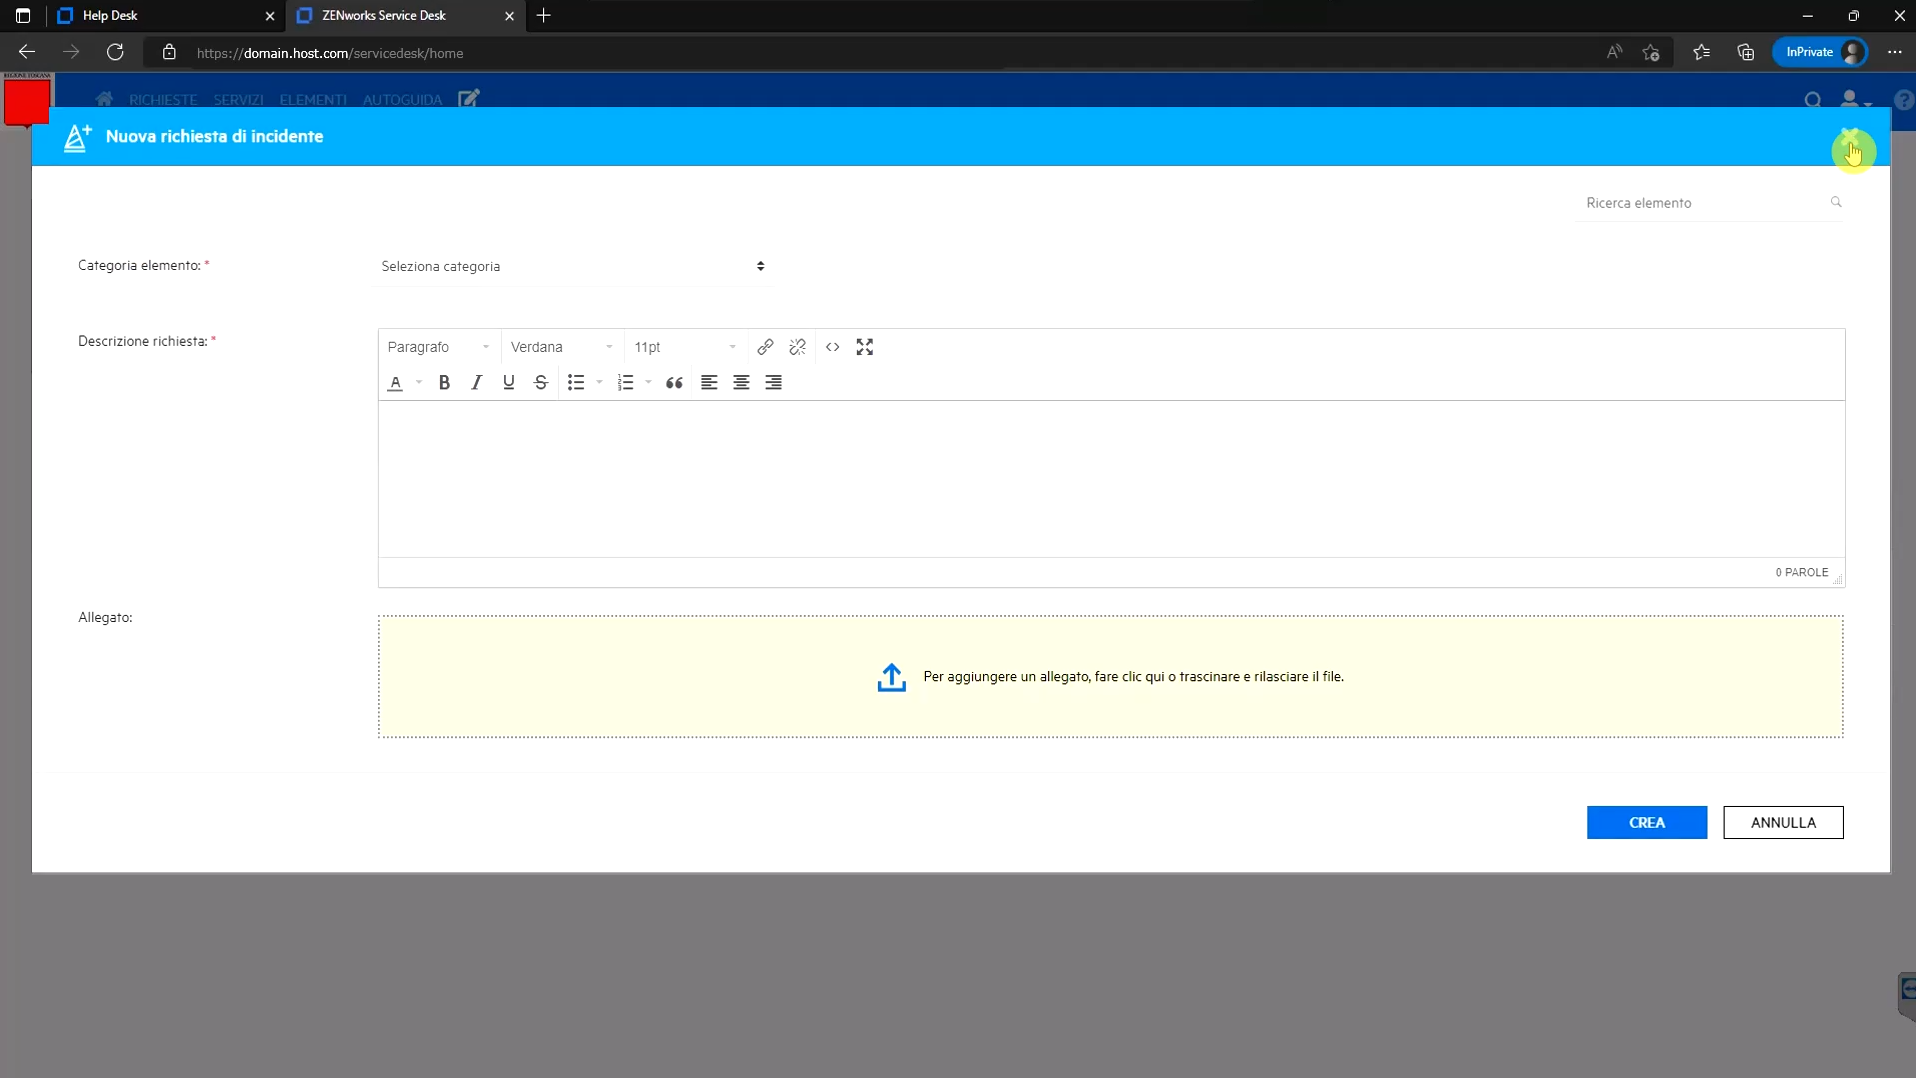 Help Desk
ZENworks Service Desk
https://domain.host.com/servicedesk/home
InPrivate
REGIONE TOSCANA
RICHIESTE SERVIZI ELEMENTI AUTOGUIDA
Nuova richiesta di incidente
Ricerca elemento
Categoria elemento: *
Seleziona categoria
Descrizione richiesta: *
Paragrafo Verdana 11pt
0 PAROLE
Allegato:
Per aggiungere un allegato, fare clic qui o trascinare e rilasciare il file.
CREA ANNULLA